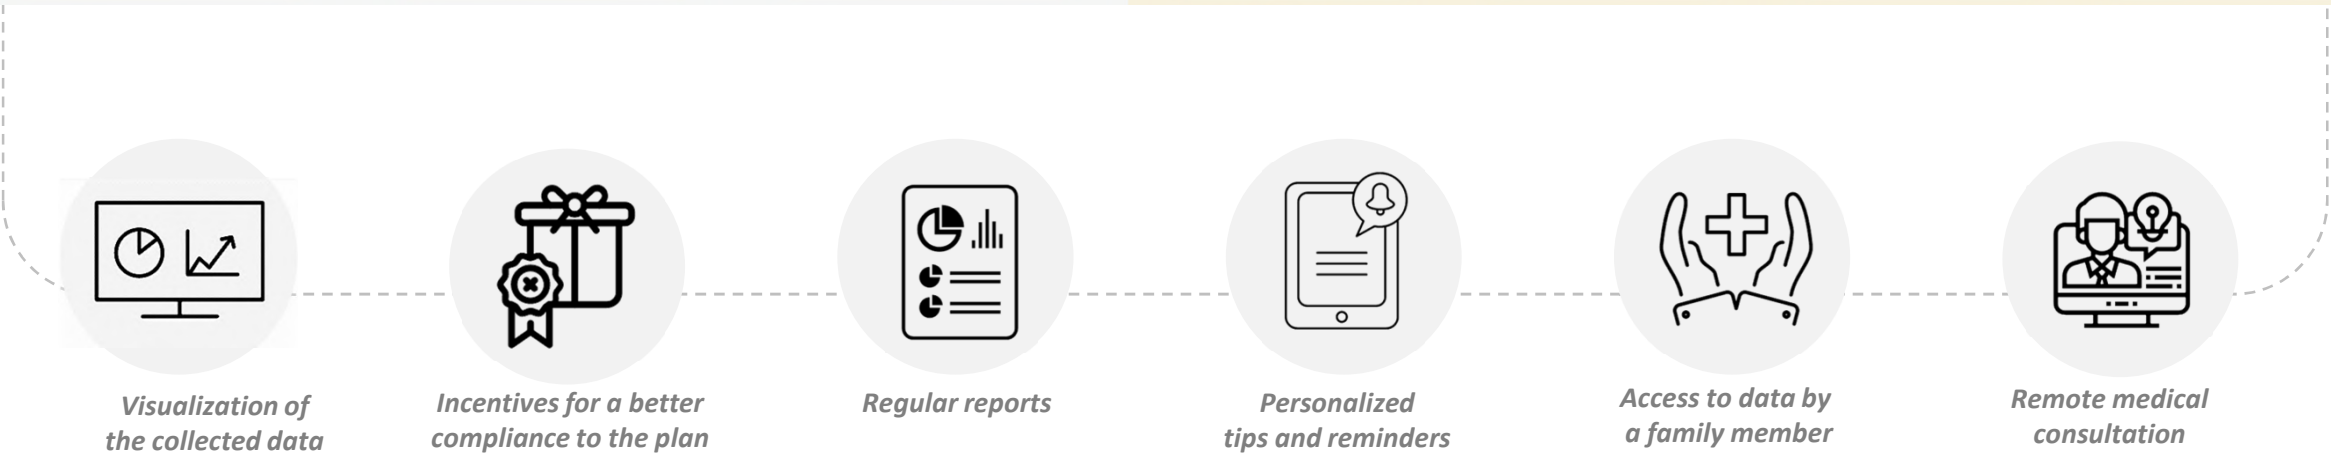 Visualization of
the collected data
Incentives for a better
compliance to the plan
Regular reports
Personalized
tips and reminders
Access to data by
a family member
Remote medical
consultation